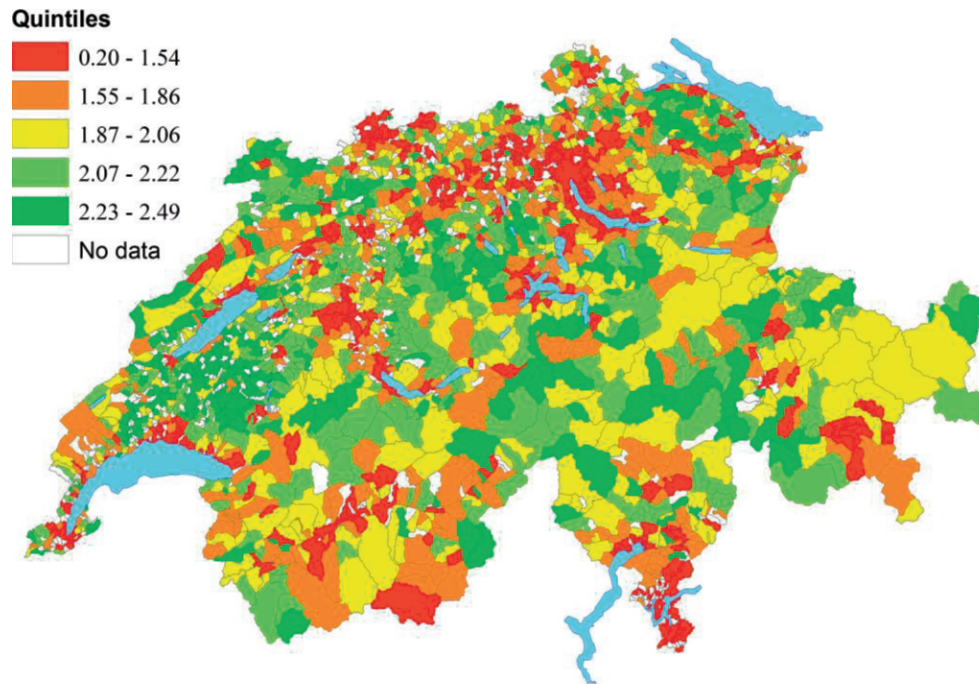 Quintiles
0.20 - 1.54
1.55 - 1.86
1.87 - 2.06
2.07 - 2.22
2.23 - 2.49
No data